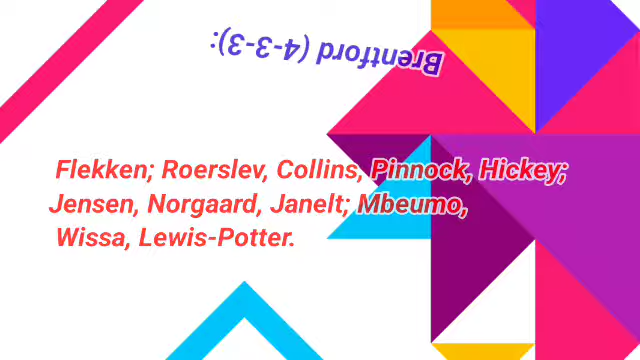 Brentford (4-3-3):
Flekken; Roerslev, Collins, Pinnock, Hickey;
Jensen, Norgaard, Janelt; Mbeumo,
Wissa, Lewis-Potter.